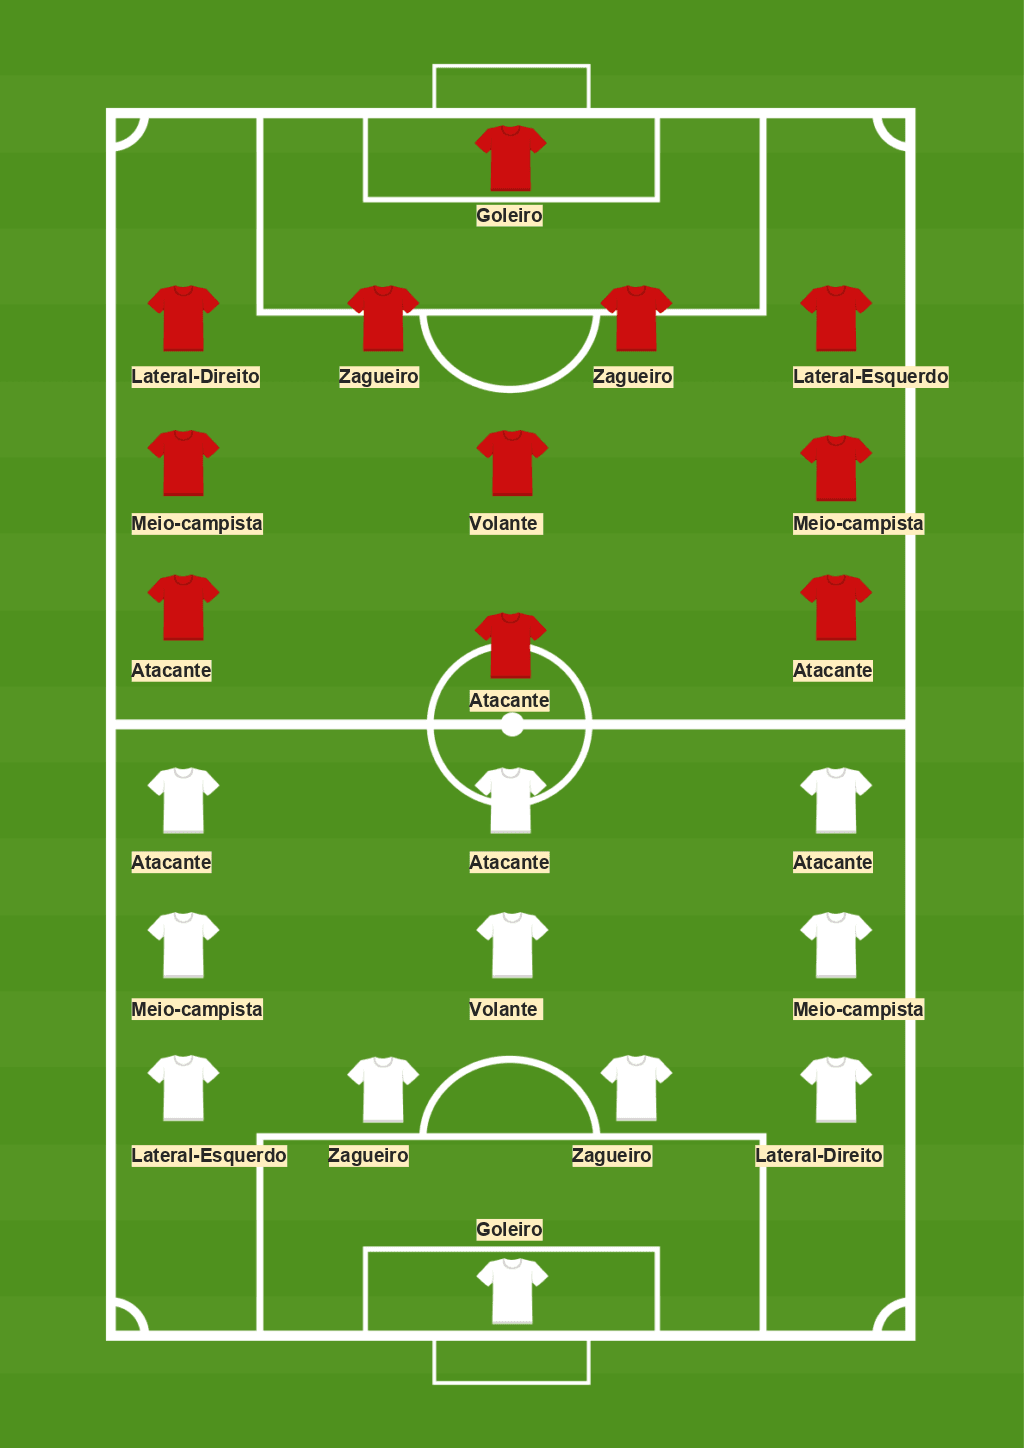 Goleiro
Lateral-Direito
Zagueiro
Zagueiro
Lateral-Esquerdo
Meio-campista
Volante
Meio-campista
Atacante
Atacante
Atacante
Atacante
Atacante
Atacante
Meio-campista
Volante
Meio-campista
Lateral-Esquerdo
Zagueiro
Zagueiro
Lateral-Direito
Goleiro